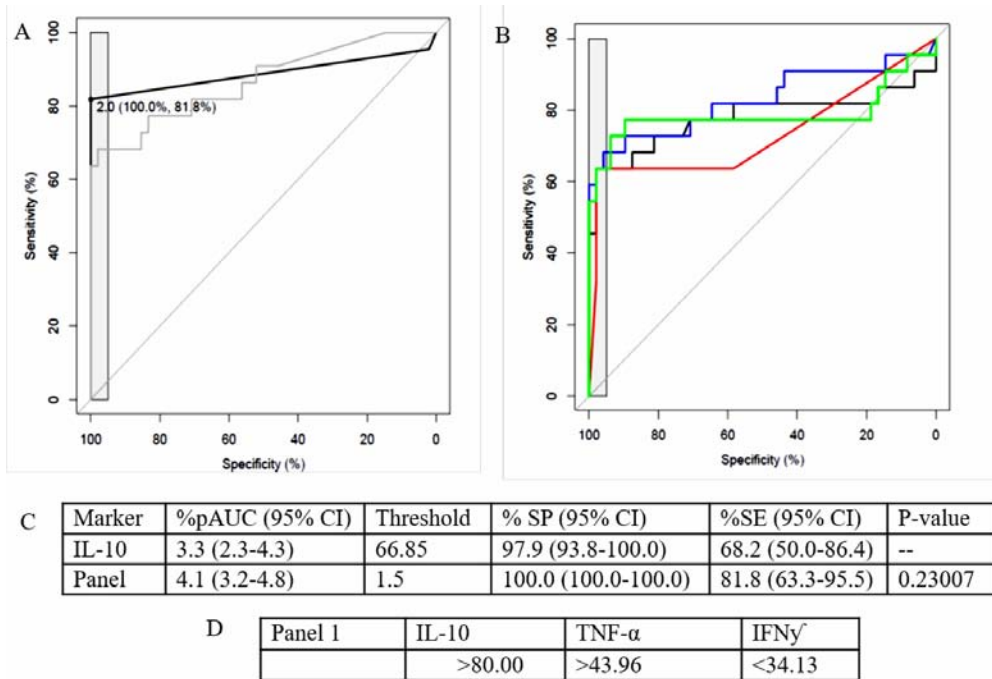 A
100
80
60
40
20
0
Sensitivity (%)
2.0 (100.0%, 81.8%)
100 80 60 40 20 0
Specificity (%)
B
100
80
60
40
20
0
Sensitivity (%)
100 80 60 40 20 0
Specificity (%)
C
Marker %pAUC (95% CI) Threshold % SP (95% CI) %SE (95% CI) P-value
IL-10 3.3 (2.3-4.3) 66.85 97.9 (93.8-100.0) 68.2 (50.0-86.4) --
Panel 4.1 (3.2-4.8) 1.5 100.0 (100.0-100.0) 81.8 (63.3-95.5) 0.23007
D
Panel 1 IL-10 TNF-α IFNγ
>80.00 >43.96 <34.13